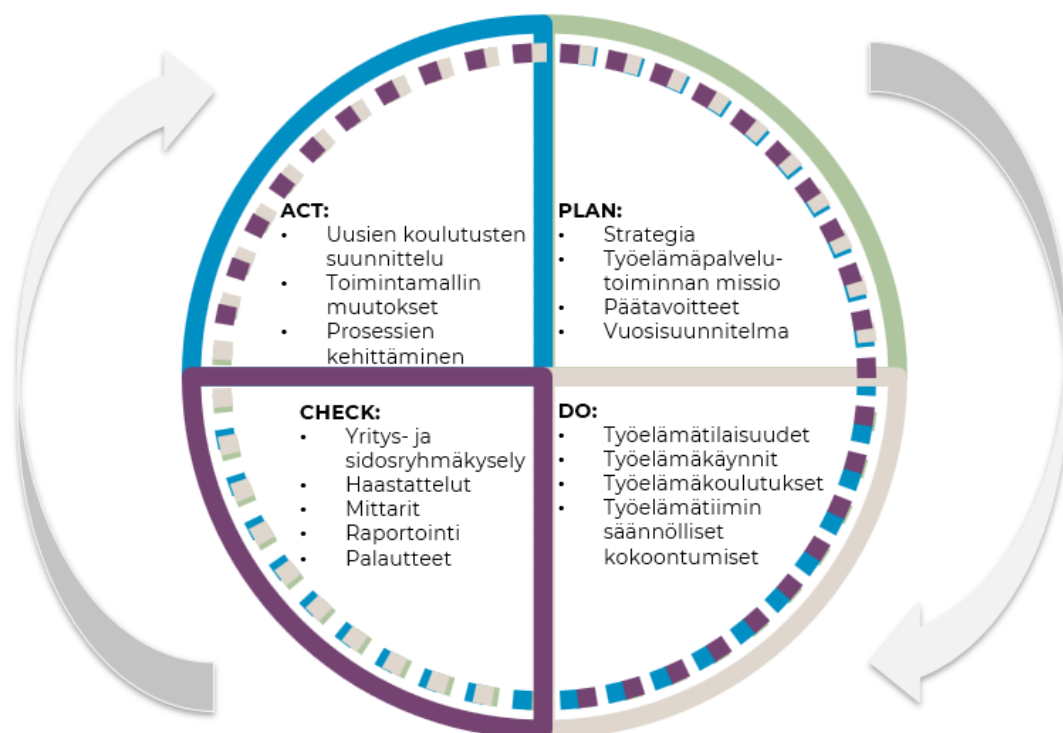 ACT:
• Uusien koulutusten
suunnittelu
• Toimintamallin
muutokset
• Prosessien
kehittäminen
PLAN:
• Strategia
• Työelämäpalvelu-
toiminnan missio
• Päätavoitteet
• Vuosisuunnitelma
CHECK:
• Yritys- ja
sidosryhmäkysely
• Haastattelut
• Mittarit
• Raportointi
• Palautteet
DO:
• Työelämätilaisuudet
• Työelämäkäynnit
• Työelämäkoulutukset
• Työelämätiimin
säännölliset
kokoontumiset